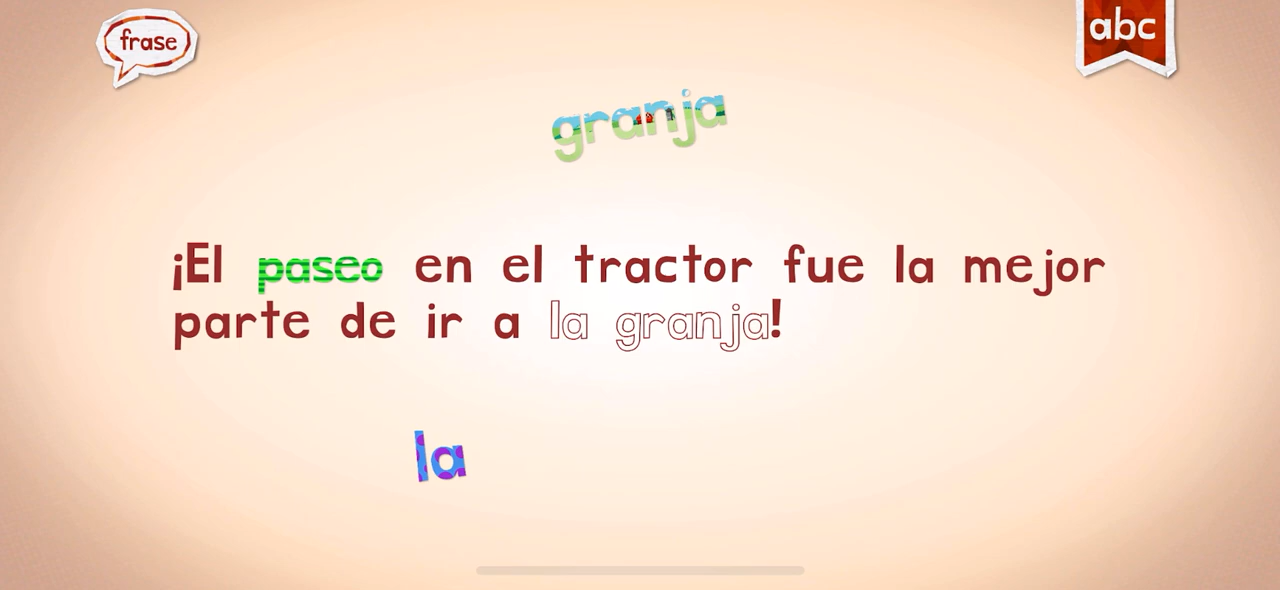 frase
abc
granja
¡El paseo en el tractor fue la mejor
parte de ir a la granja!
la